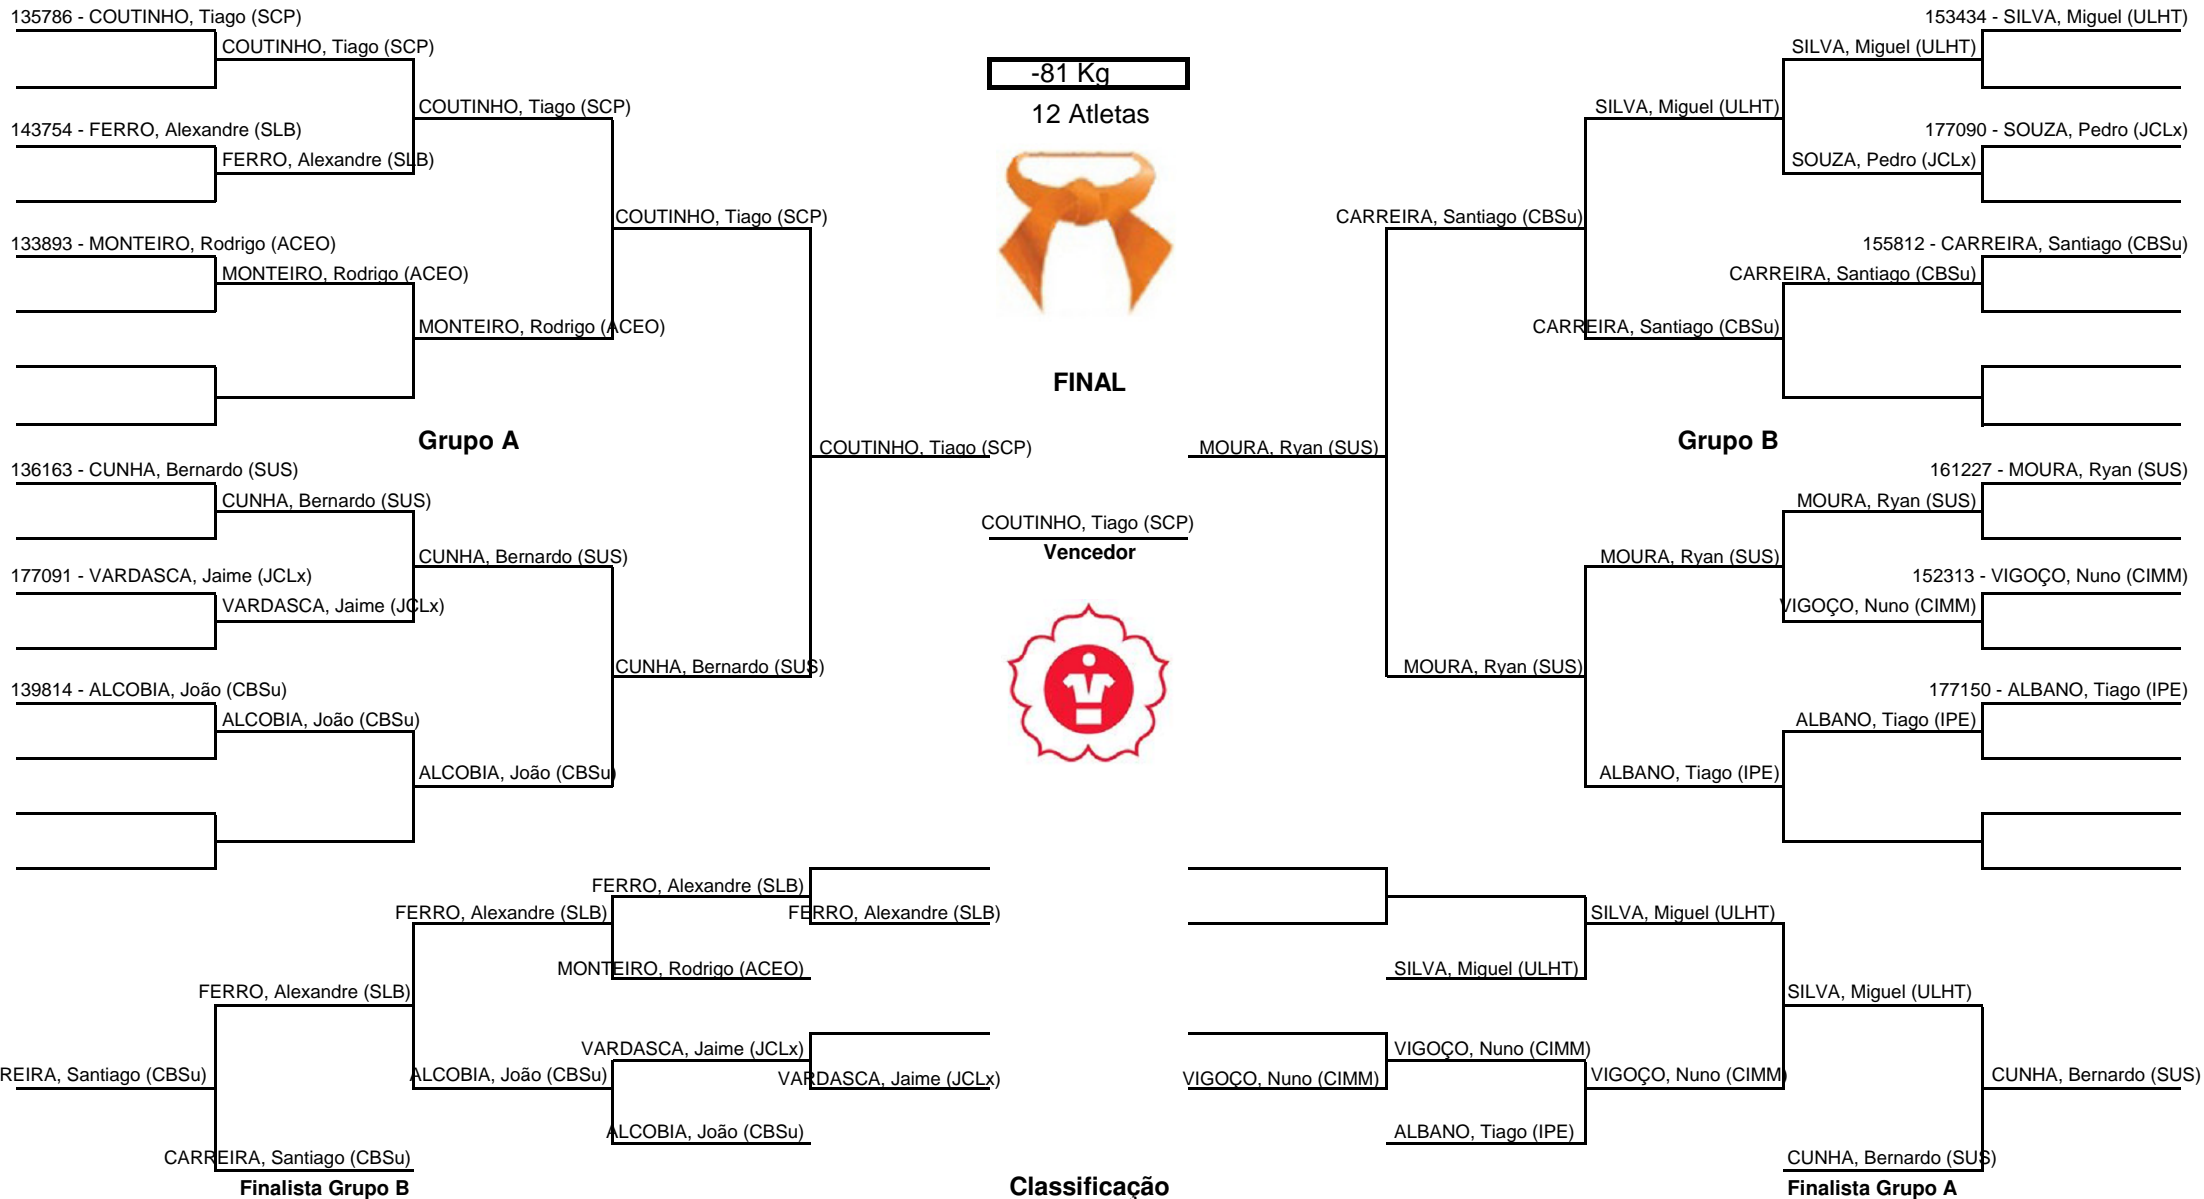 135786 - COUTINHO, Tiago (SCP)
COUTINHO, Tiago (SCP)
COUTINHO, Tiago (SCP)
143754 - FERRO, Alexandre (SLB)
FERRO, Alexandre (SLB)
COUTINHO, Tiago (SCP)
133893 - MONTEIRO, Rodrigo (ACEO)
MONTEIRO, Rodrigo (ACEO)
MONTEIRO, Rodrigo (ACEO)
Grupo A
COUTINHO, Tiago (SCP)
136163 - CUNHA, Bernardo (SUS)
CUNHA, Bernardo (SUS)
CUNHA, Bernardo (SUS)
177091 - VARDASCA, Jaime (JCLx)
VARDASCA, Jaime (JCLx)
CUNHA, Bernardo (SUS)
139814 - ALCOBIA, João (CBSu)
ALCOBIA, João (CBSu)
ALCOBIA, João (CBSu)
-81 Kg
12 Atletas
FINAL
COUTINHO, Tiago (SCP)
Vencedor
153434 - SILVA, Miguel (ULHT)
SILVA, Miguel (ULHT)
SILVA, Miguel (ULHT)
177090 - SOUZA, Pedro (JCLx)
SOUZA, Pedro (JCLx)
CARREIRA, Santiago (CBSu)
155812 - CARREIRA, Santiago (CBSu)
CARREIRA, Santiago (CBSu)
CARREIRA, Santiago (CBSu)
Grupo B
MOURA, Ryan (SUS)
161227 - MOURA, Ryan (SUS)
MOURA, Ryan (SUS)
MOURA, Ryan (SUS)
152313 - VIGOÇO, Nuno (CIMM)
VIGOÇO, Nuno (CIMM)
MOURA, Ryan (SUS)
177150 - ALBANO, Tiago (IPE)
ALBANO, Tiago (IPE)
ALBANO, Tiago (IPE)
FERRO, Alexandre (SLB)
FERRO, Alexandre (SLB)
FERRO, Alexandre (SLB)
MONTEIRO, Rodrigo (ACEO)
FERRO, Alexandre (SLB)
VARDASCA, Jaime (JCLx)
REIRA, Santiago (CBSu)
ALCOBIA, João (CBSu)
VARDASCA, Jaime (JCLx)
ALCOBIA, João (CBSu)
CARREIRA, Santiago (CBSu)
Finalista Grupo B
Classificação
SILVA, Miguel (ULHT)
SILVA, Miguel (ULHT)
SILVA, Miguel (ULHT)
VIGOÇO, Nuno (CIMM)
VIGOÇO, Nuno (CIMM)
VIGOÇO, Nuno (CIMM)
CUNHA, Bernardo (SUS)
ALBANO, Tiago (IPE)
CUNHA, Bernardo (SUS)
Finalista Grupo A